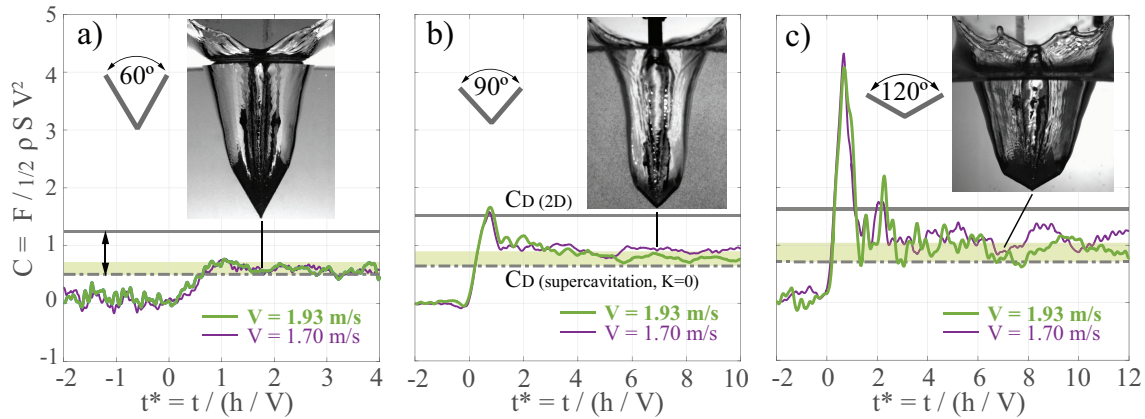 a)
60º
b)
90º
c)
120º
C = F / 1/2 ρ S V²
5
4
3
2
1
0
-1
C_D (2D)
C_D (supercavitation, K=0)
V = 1.93 m/s
V = 1.70 m/s
V = 1.93 m/s
V = 1.70 m/s
V = 1.93 m/s
V = 1.70 m/s
-2 -1 0 1 2 3 4
-2 0 2 4 6 8 10
-2 0 2 4 6 8 10 12
t* = t / (h / V)
t* = t / (h / V)
t* = t / (h / V)